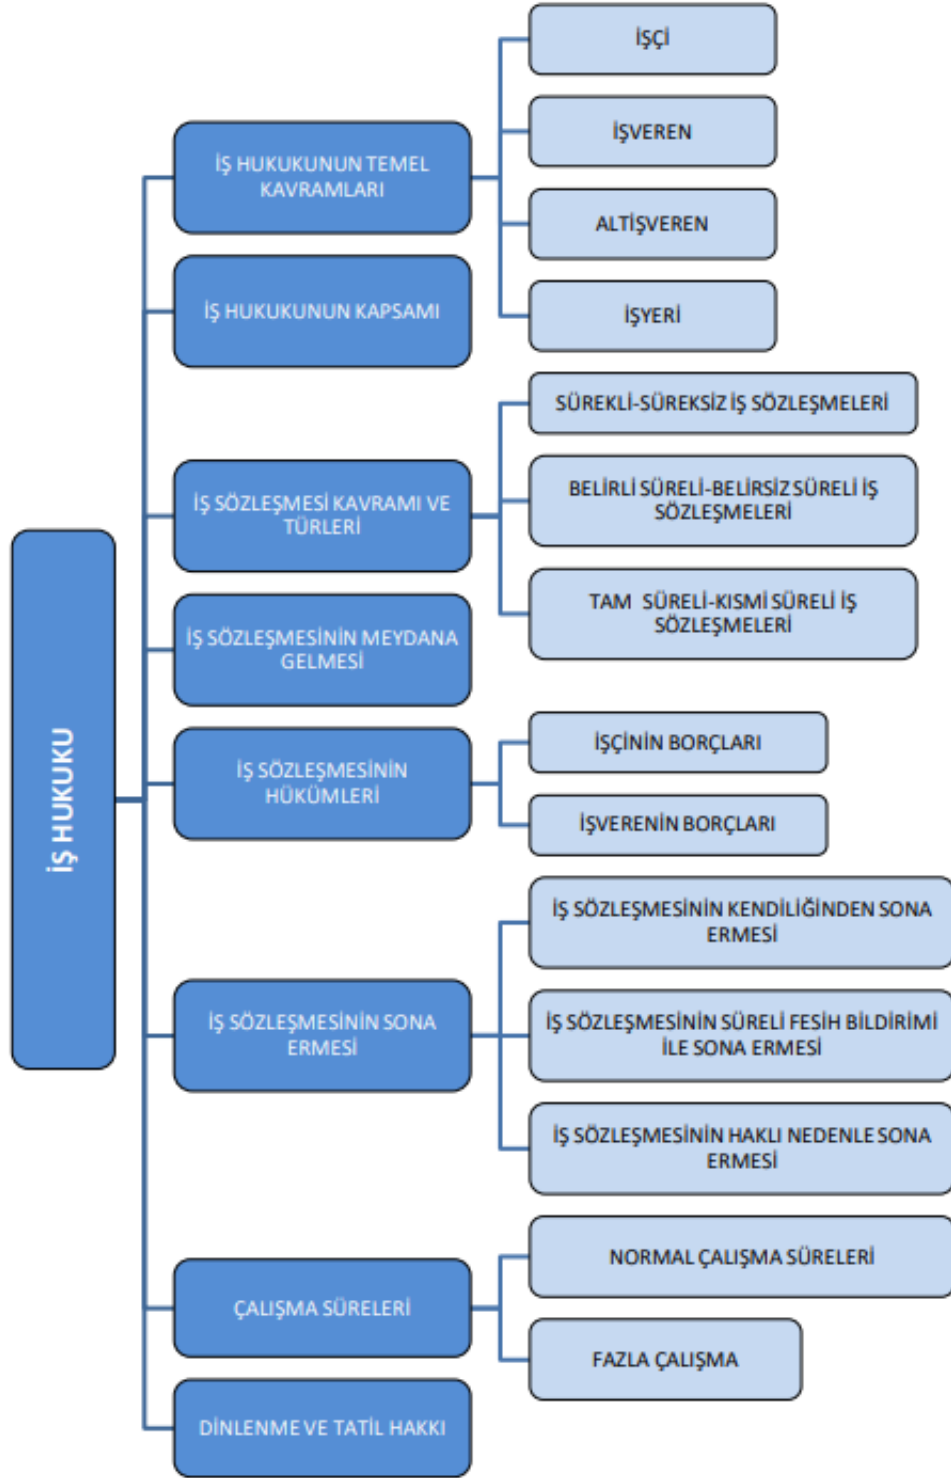 İŞ HUKUKU
İŞ HUKUKUNUN TEMEL
KAVRAMLARI
İŞÇİ
İŞVEREN
ALTİŞVEREN
İŞYERİ
İŞ HUKUKUNUN KAPSAMI
İŞ SÖZLEŞMESİ KAVRAMI VE
TÜRLERİ
SÜREKLİ-SÜREKSİZ İŞ SÖZLEŞMELERİ
BELİRLİ SÜRELİ-BELİRSİZ SÜRELİ İŞ
SÖZLEŞMELERİ
TAM SÜRELİ-KISMİ SÜRELİ İŞ
SÖZLEŞMELERİ
İŞ SÖZLEŞMESİNİN MEYDANA
GELMESİ
İŞ SÖZLEŞMESİNİN
HÜKÜMLERİ
İŞÇİNİN BORÇLARI
İŞVERENİN BORÇLARI
İŞ SÖZLEŞMESİNİN SONA
ERMESİ
İŞ SÖZLEŞMESİNİN KENDİLİĞİNDEN SONA
ERMESİ
İŞ SÖZLEŞMESİNİN SÜRELİ FESİH BİLDİRİMİ
İLE SONA ERMESİ
İŞ SÖZLEŞMESİNİN HAKLI NEDENLE SONA
ERMESİ
ÇALIŞMA SÜRELERİ
NORMAL ÇALIŞMA SÜRELERİ
FAZLA ÇALIŞMA
DİNLENME VE TATİL HAKKI